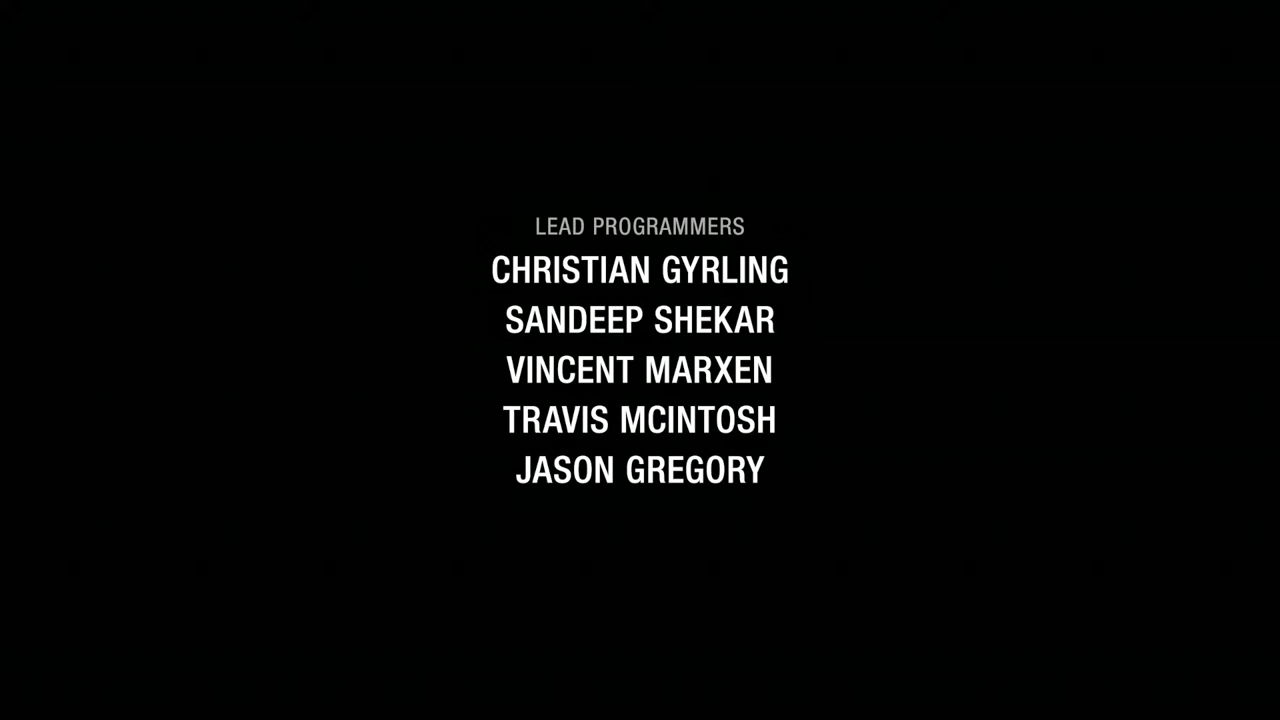 LEAD PROGRAMMERS
CHRISTIAN GYRLING
SANDEEP SHEKAR
VINCENT MARXEN
TRAVIS MCINTOSH
JASON GREGORY